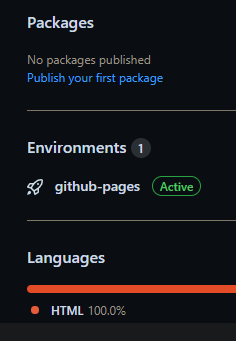 Packages
No packages published
Publish your first package
Environments 1
github-pages Active
Languages
HTML 100.0%